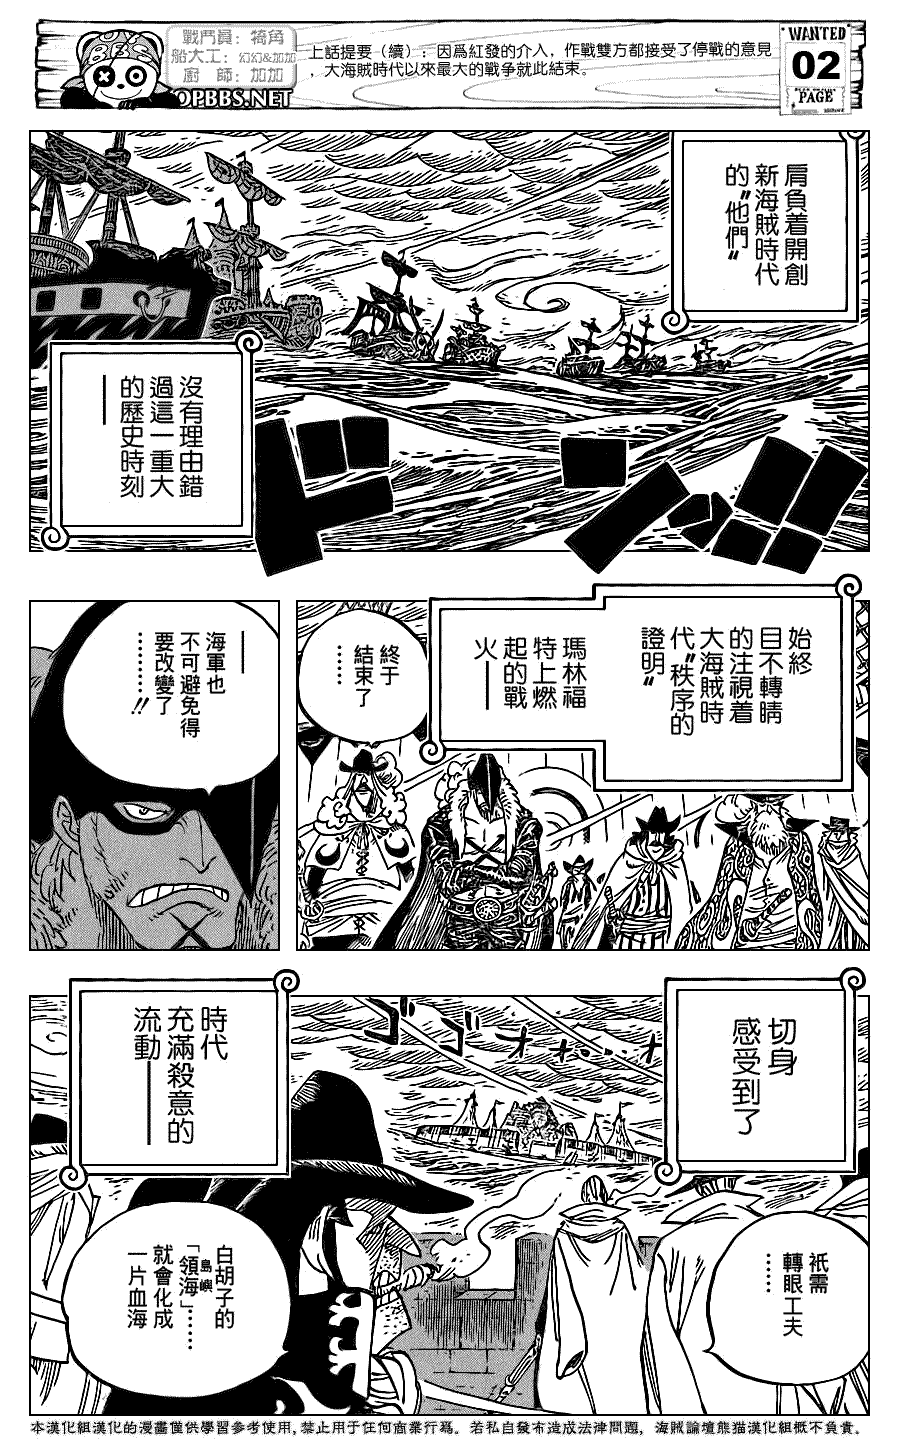 戰鬥員：犄角
船大工：幻幻&加加
廚　師：加加
OPBBS.NET
上話提要（續）：因爲紅發的介入，作戰雙方都接受了停戰的意見
，大海賊時代以來最大的戰争就此結束。
WANTED
02
PAGE
肩負着開創
新海賊時代
的"他們"
沒有理由錯
過這一重大
的歷史時刻
——
ドンッ!!
始終
目不轉睛
的注視着
大海賊時
代"秩序的
證明"
瑪林福
特上燃
起的戰
火——
終于
結束了
……
——
海軍也
不可避免得
要改變了
……!!
切身
感受到了
ゴゴォォォ
時代
充滿殺意的
流動——
衹需
轉眼工夫
……
白胡子的
「領海」……
島嶼
就會化成
一片血海
本漢化組漢化的漫畫僅供學習參考使用,禁止用于任何商業行爲。若私自發布造成法律問題，海賊論壇熊猫漢化組概不負責。